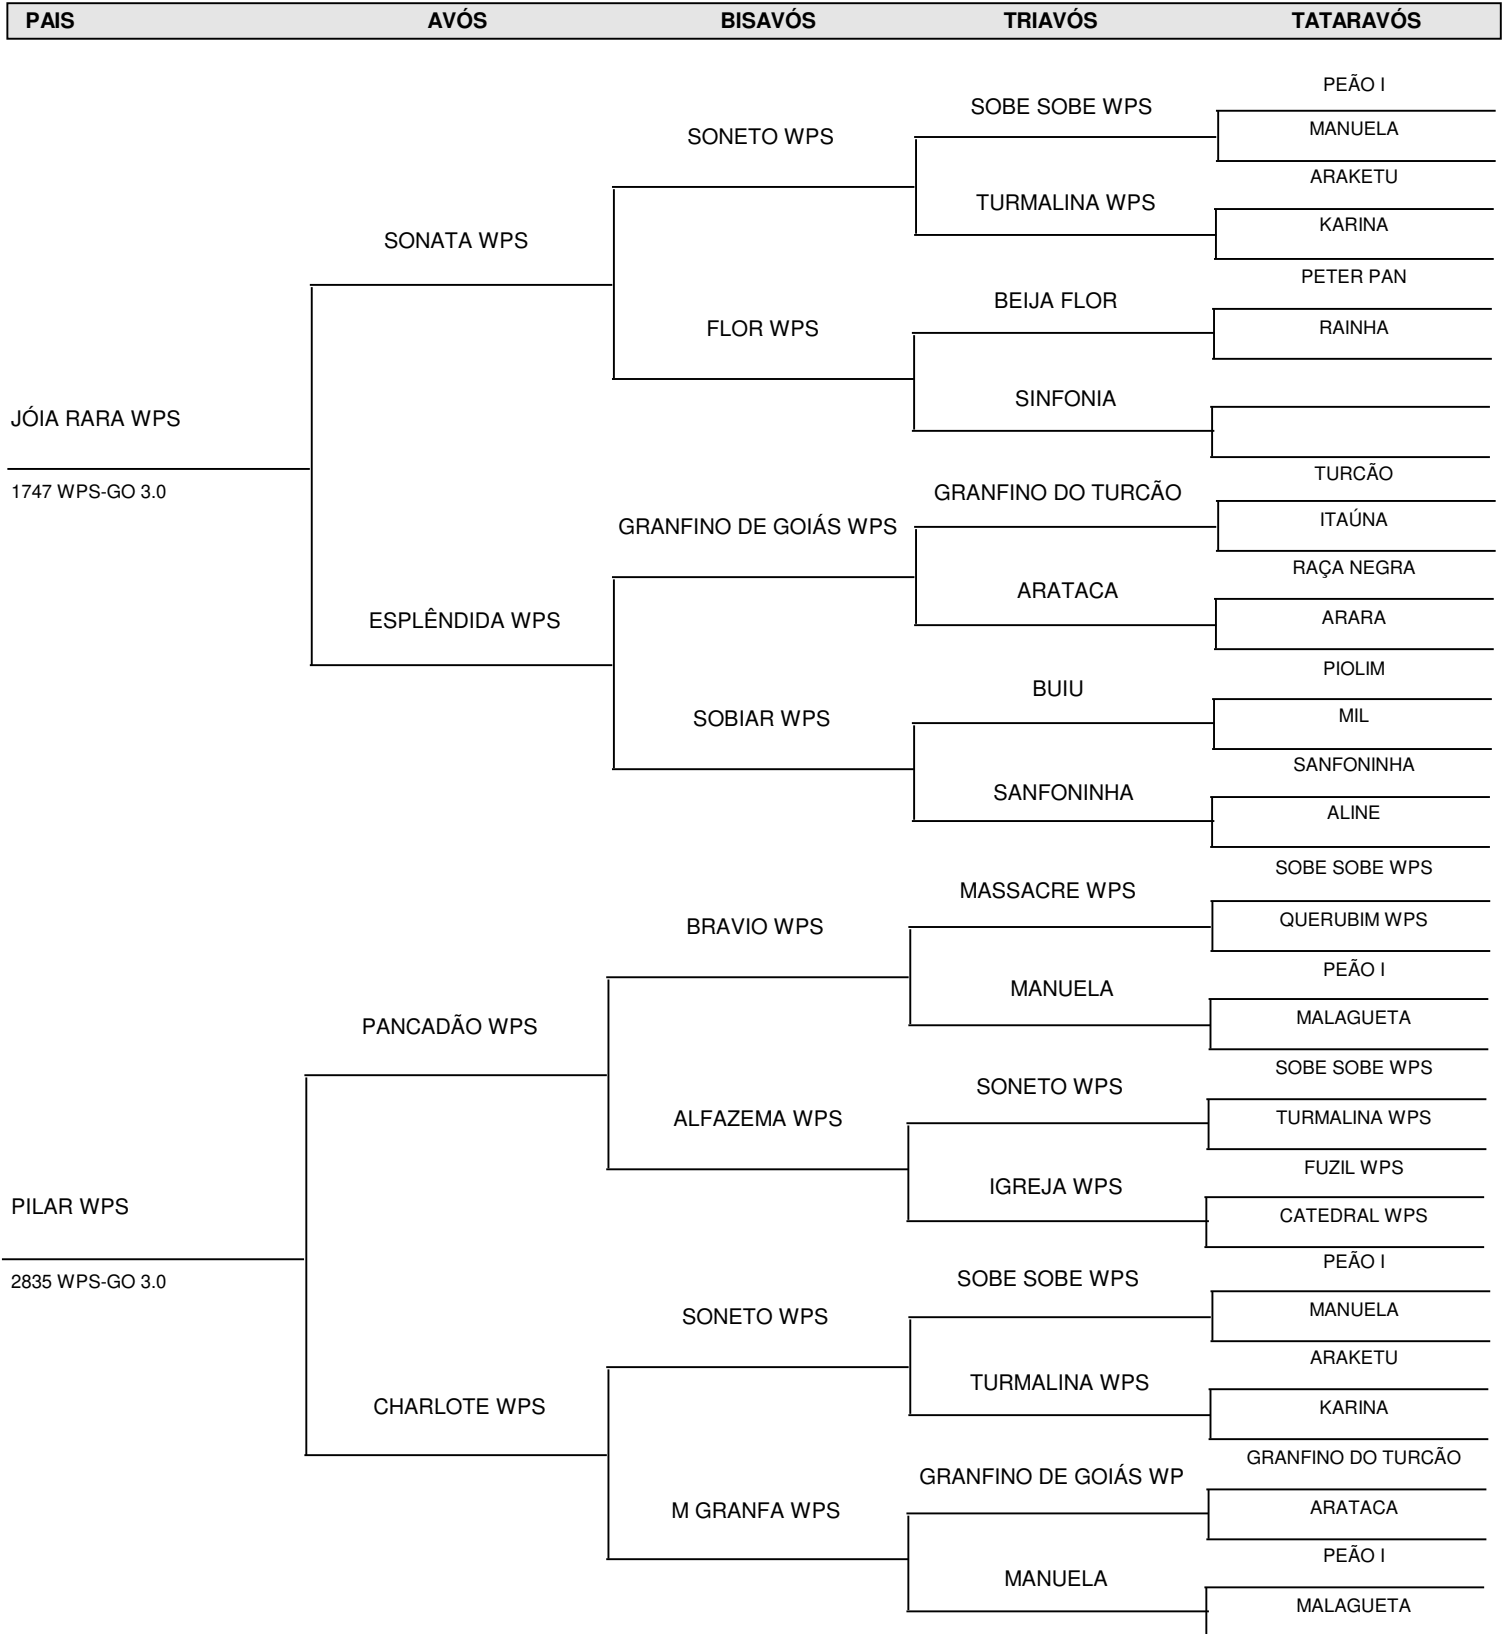 PAIS AVÓS BISAVÓS TRIAVÓS TATARAVÓS
PEÃO I
SOBE SOBE WPS
MANUELA
SONETO WPS
ARAKETU
TURMALINA WPS
KARINA
SONATA WPS
PETER PAN
BEIJA FLOR
RAINHA
FLOR WPS
SINFONIA
JÓIA RARA WPS
1747 WPS-GO 3.0
TURCÃO
GRANFINO DO TURCÃO
ITAÚNA
GRANFINO DE GOIÁS WPS
RAÇA NEGRA
ARATACA
ARARA
ESPLÊNDIDA WPS
PIOLIM
BUIU
MIL
SOBIAR WPS
SANFONINHA
SANFONINHA
ALINE
SOBE SOBE WPS
MASSACRE WPS
QUERUBIM WPS
BRAVIO WPS
PEÃO I
MANUELA
MALAGUETA
PANCADÃO WPS
SOBE SOBE WPS
SONETO WPS
TURMALINA WPS
ALFAZEMA WPS
FUZIL WPS
IGREJA WPS
CATEDRAL WPS
PILAR WPS
2835 WPS-GO 3.0
PEÃO I
SOBE SOBE WPS
MANUELA
SONETO WPS
ARAKETU
TURMALINA WPS
KARINA
CHARLOTE WPS
GRANFINO DO TURCÃO
GRANFINO DE GOIÁS WP
ARATACA
M GRANFA WPS
PEÃO I
MANUELA
MALAGUETA